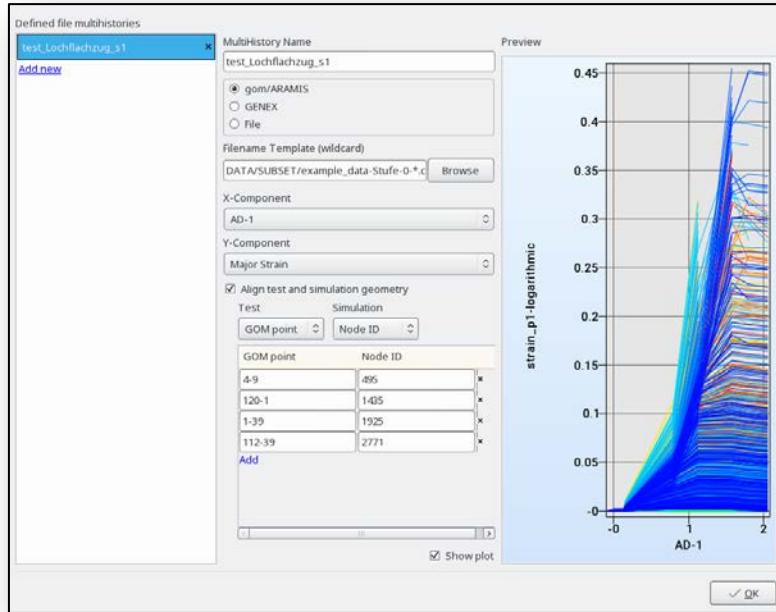 Defined file multihistories
test_Lochflachzug_s1 ×
Add new
MultiHistory Name
test_Lochflachzug_s1
gom/ARAMIS
GENEX
File
Filename Template (wildcard)
DATA/SUBSET/example_data-Stufe-0-*.c Browse
X-Component
AD-1
Y-Component
Major Strain
Align test and simulation geometry
Test Simulation
GOM point Node ID
GOM point Node ID
4-9 495 ×
120-1 1435 ×
1-39 1925 ×
112-39 2771 ×
Add
Show plot
Preview
strain_p1-logarithmic
0.45
0.4
0.35
0.3
0.25
0.2
0.15
0.1
0.05
-0
-0 1 2
AD-1
OK